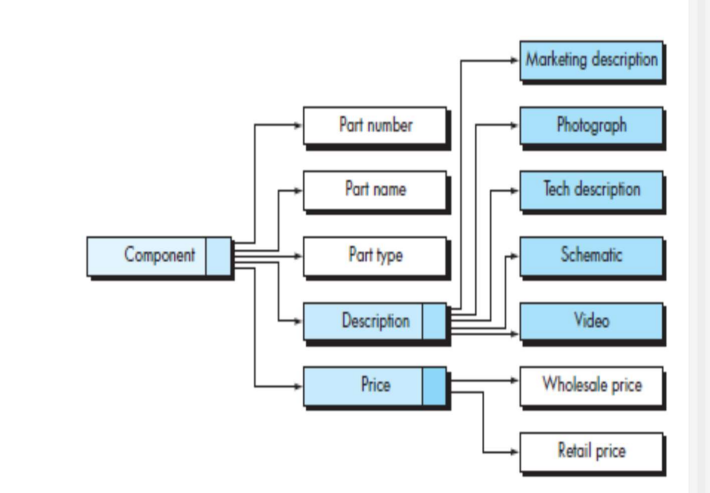 Marketing description
Part number
Photograph
Part name
Tech description
Component
Part type
Schematic
Description
Video
Price
Wholesale price
Retail price